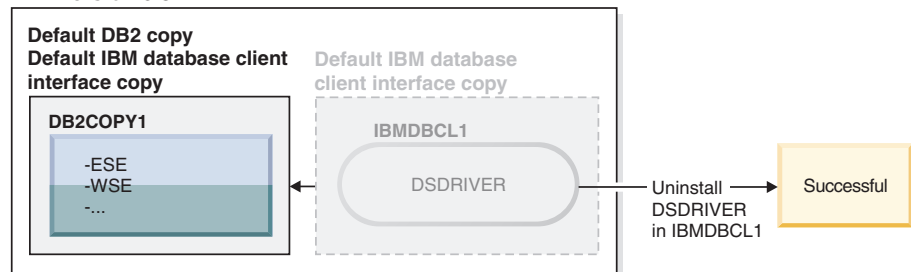 Default DB2 copy
Default IBM database client
interface copy
Default IBM database
client interface copy
DB2COPY1
-ESE
-WSE
-...
IBMDBCL1
DSDRIVER
Uninstall
DSDRIVER
in IBMDBCL1
Successful